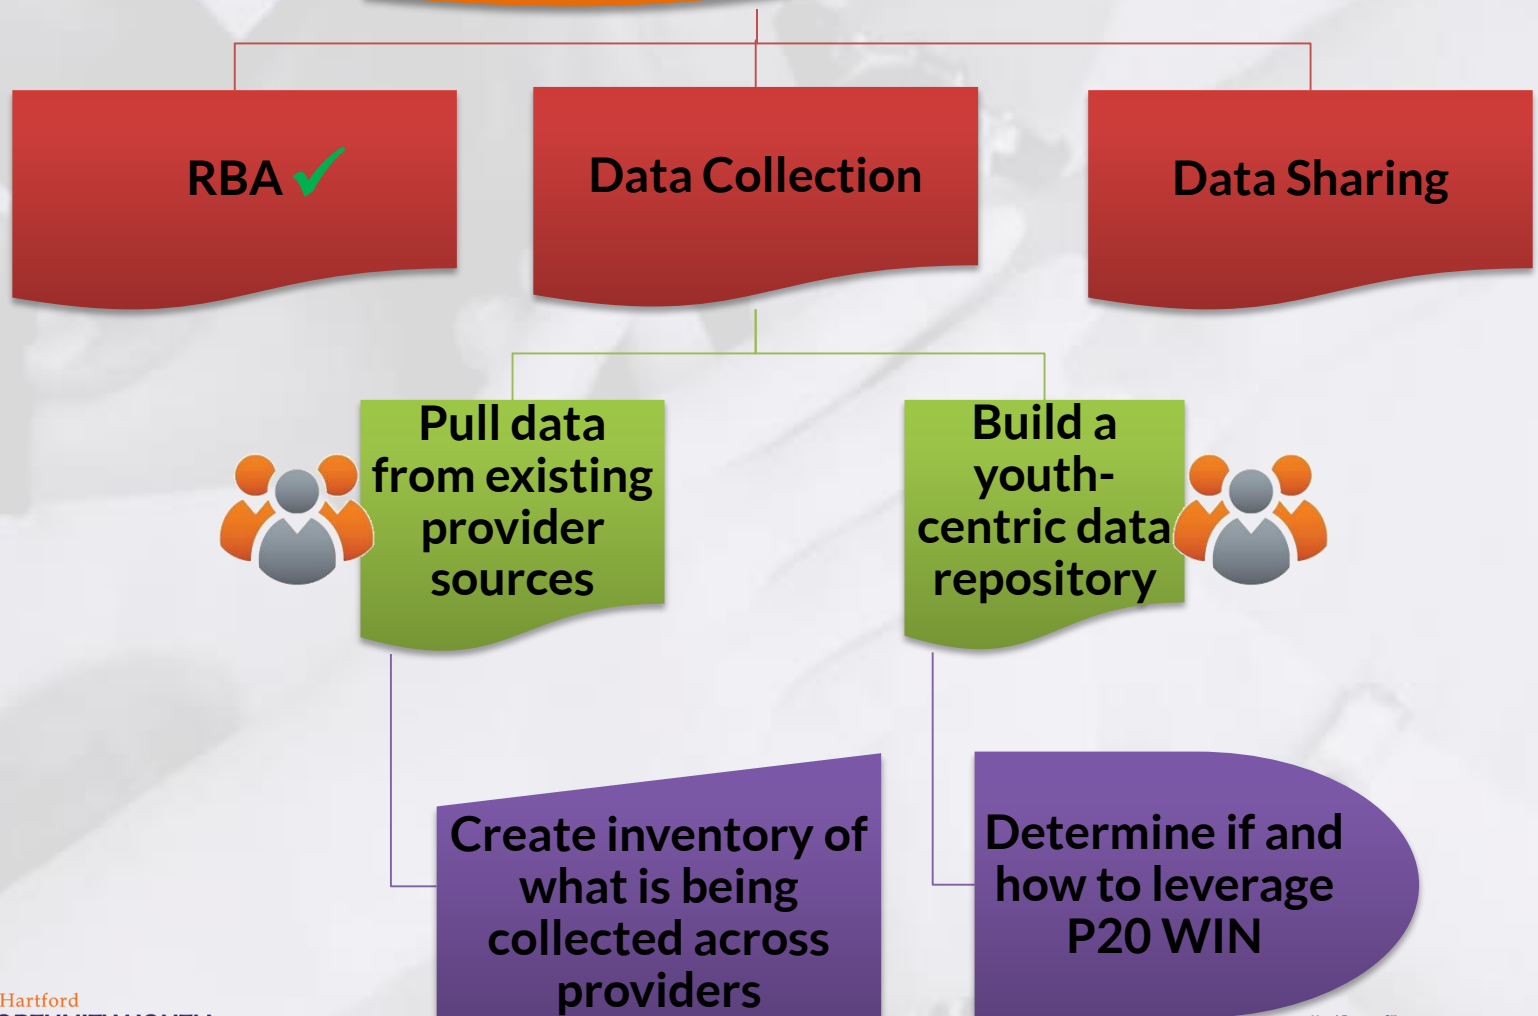 RBA
Data Collection
Data Sharing
Pull data
from existing
provider
sources
Build a
youth-
centric data
repository
Create inventory of
what is being
collected across
providers
Determine if and
how to leverage
P20 WIN
Hartford